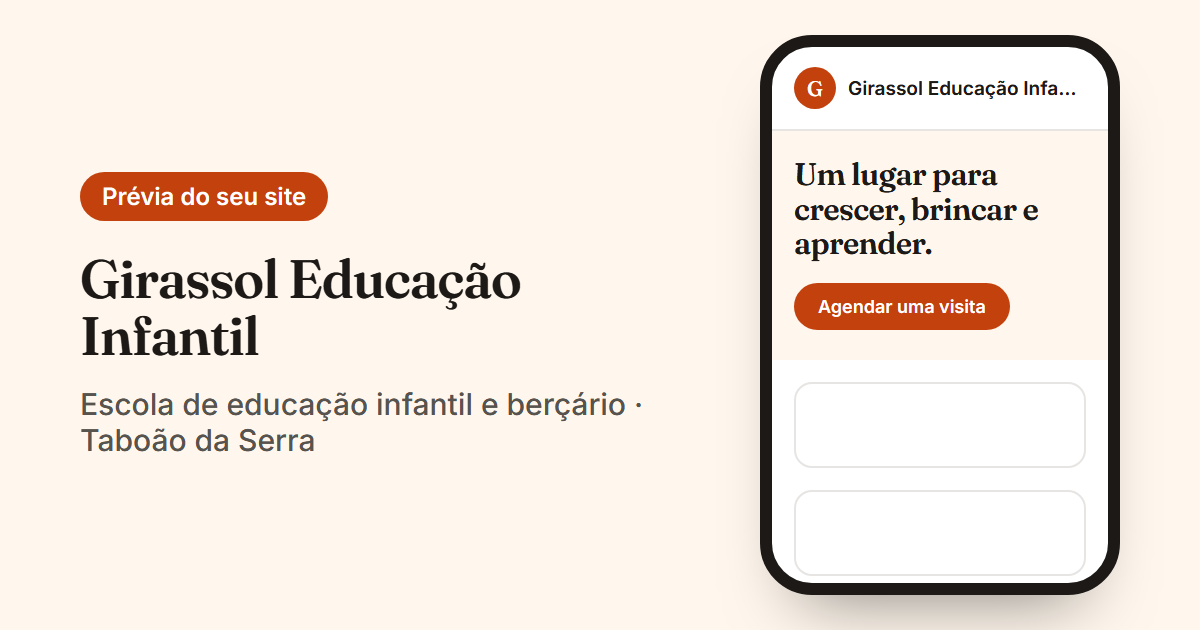 Prévia do seu site
Girassol Educação
Infantil
Escola de educação infantil e berçário ·
Taboão da Serra
G
Girassol Educação Infa...
Um lugar para
crescer, brincar e
aprender.
Agendar uma visita